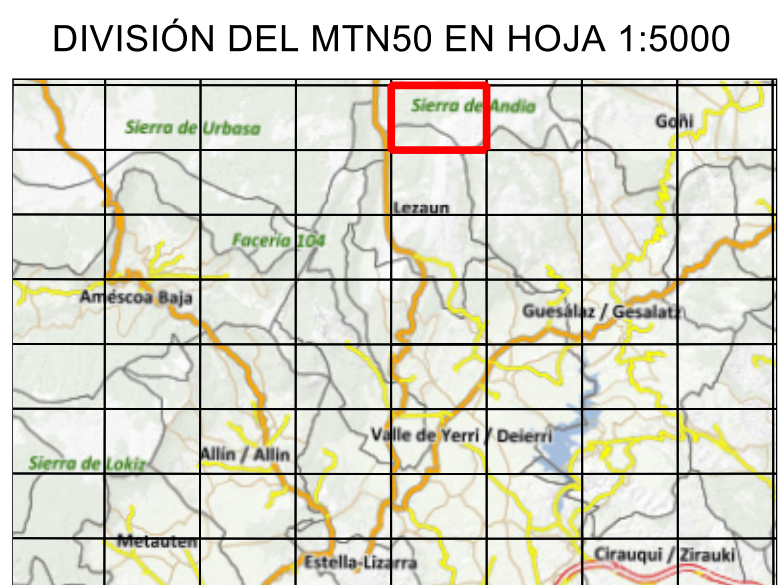 DIVISIÓN DEL MTN50 EN HOJA 1:5000
Sierra de Andia
Sierra de Urbasa
Goñi
Lezaun
Facería 104
Améscoa Baja
Guesálaz / Gesalatz
Valle de Yerri / Deierri
Allín / Allin
Sierra de Lokiz
Metauten
Cirauqui / Zirauki
Estella-Lizarra